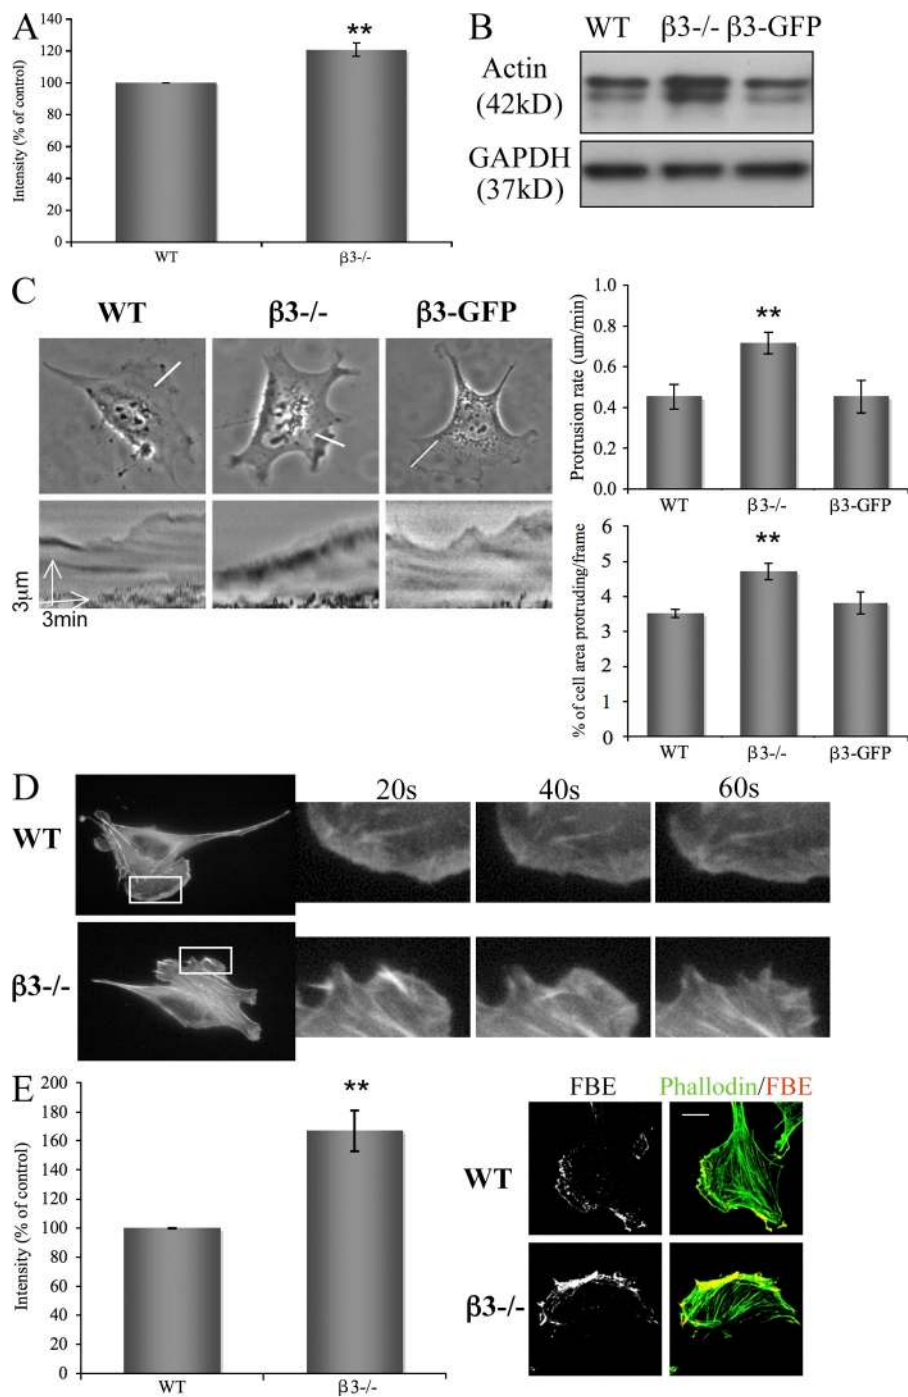 A
Intensity (% of control)
140
120
100
80
60
40
20
0
**
WT
β3-/-
B
WT β3-/- β3-GFP
Actin
(42kD)
GAPDH
(37kD)
C
WT β3-/- β3-GFP
3μm
3min
Protrusion rate (um/min)
1.0
0.8
0.6
0.4
0.2
0.0
**
WT β3-/- β3-GFP
% of cell area protruding/frame
6
5
4
3
2
1
0
**
WT β3-/- β3-GFP
D
20s 40s 60s
WT
β3-/-
E
Intensity (% of control)
200
180
160
140
120
100
80
60
40
20
0
**
WT β3-/-
FBE Phallodin/FBE
WT
β3-/-